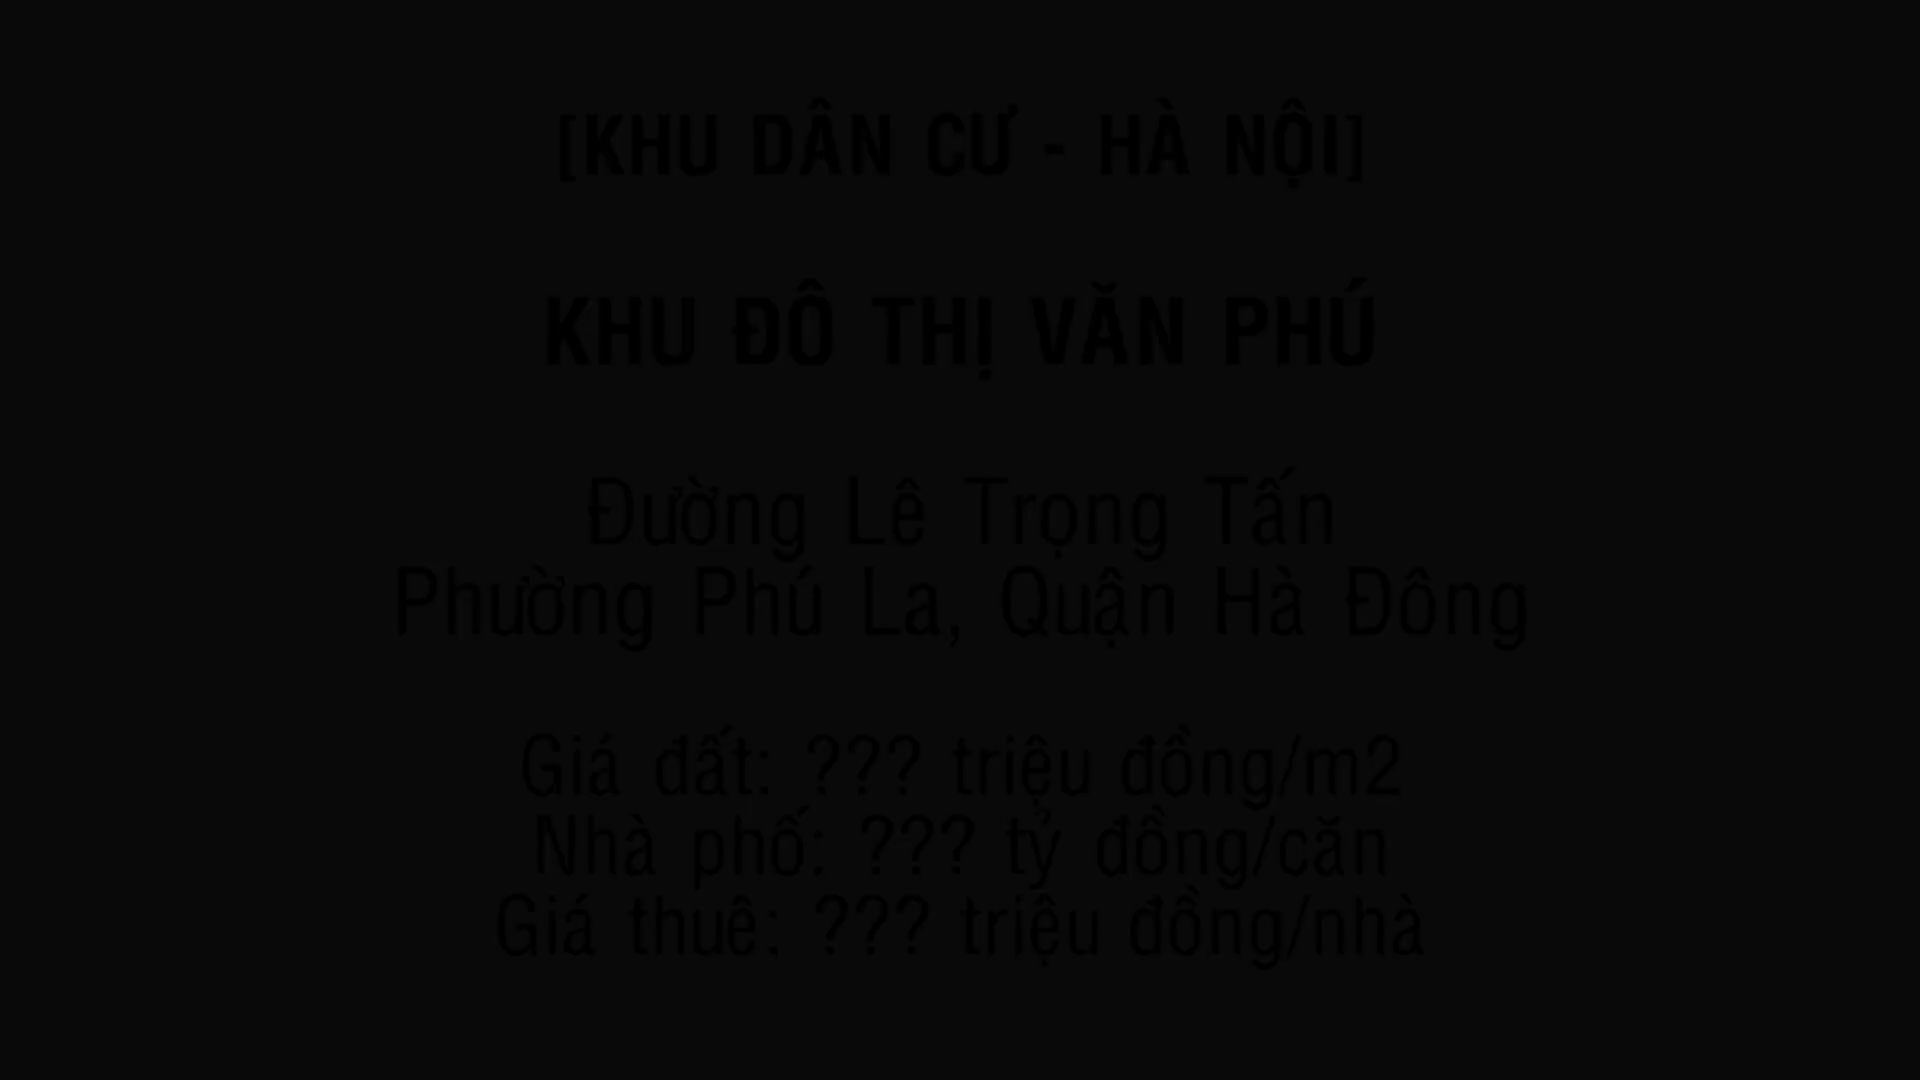 [KHU DÂN CƯ - HÀ NỘI]
KHU ĐÔ THỊ VĂN PHÚ
Đường Lê Trọng Tấn
Phường Phú La, Quận Hà Đông
Giá đất: ??? triệu đồng/m2
Nhà phố: ??? tỷ đồng/căn
Giá thuê: ??? triệu đồng/nhà